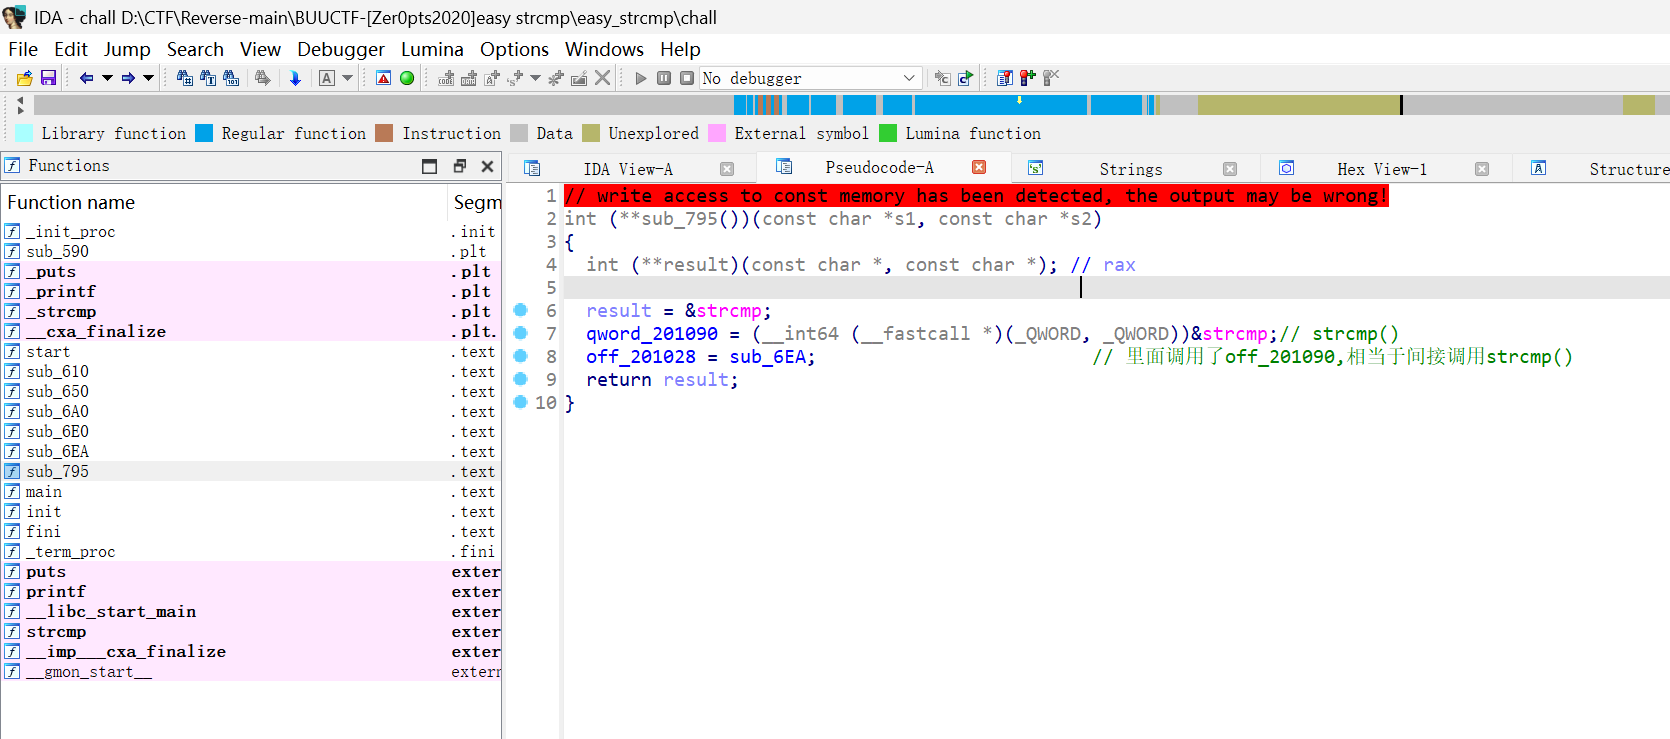 IDA - chall D:\CTF\Reverse-main\BUUCTF-[Zer0pts2020]easy strcmp\easy_strcmp\chall
File Edit Jump Search View Debugger Lumina Options Windows Help
No debugger
Library function Regular function Instruction Data Unexplored External symbol Lumina function
Functions
Function name Segm
_init_proc .init
sub_590 .plt
_puts .plt
_printf .plt
_strcmp .plt
__cxa_finalize .plt.
start .text
sub_610 .text
sub_650 .text
sub_6A0 .text
sub_6E0 .text
sub_6EA .text
sub_795 .text
main .text
init .text
fini .text
_term_proc .fini
puts exter
printf exter
__libc_start_main exter
strcmp exter
__imp___cxa_finalize exter
__gmon_start__ extern
IDA View-A Pseudocode-A Strings Hex View-1 Structure
1 // write access to const memory has been detected, the output may be wrong!
2 int (**sub_795())(const char *s1, const char *s2)
3 {
4 int (**result)(const char *, const char *); // rax
5
6 result = &strcmp;
7 qword_201090 = (__int64 (__fastcall *)(_QWORD, _QWORD))&strcmp;// strcmp()
8 off_201028 = sub_6EA; // 里面调用了off_201090,相当于间接调用strcmp()
9 return result;
10 }